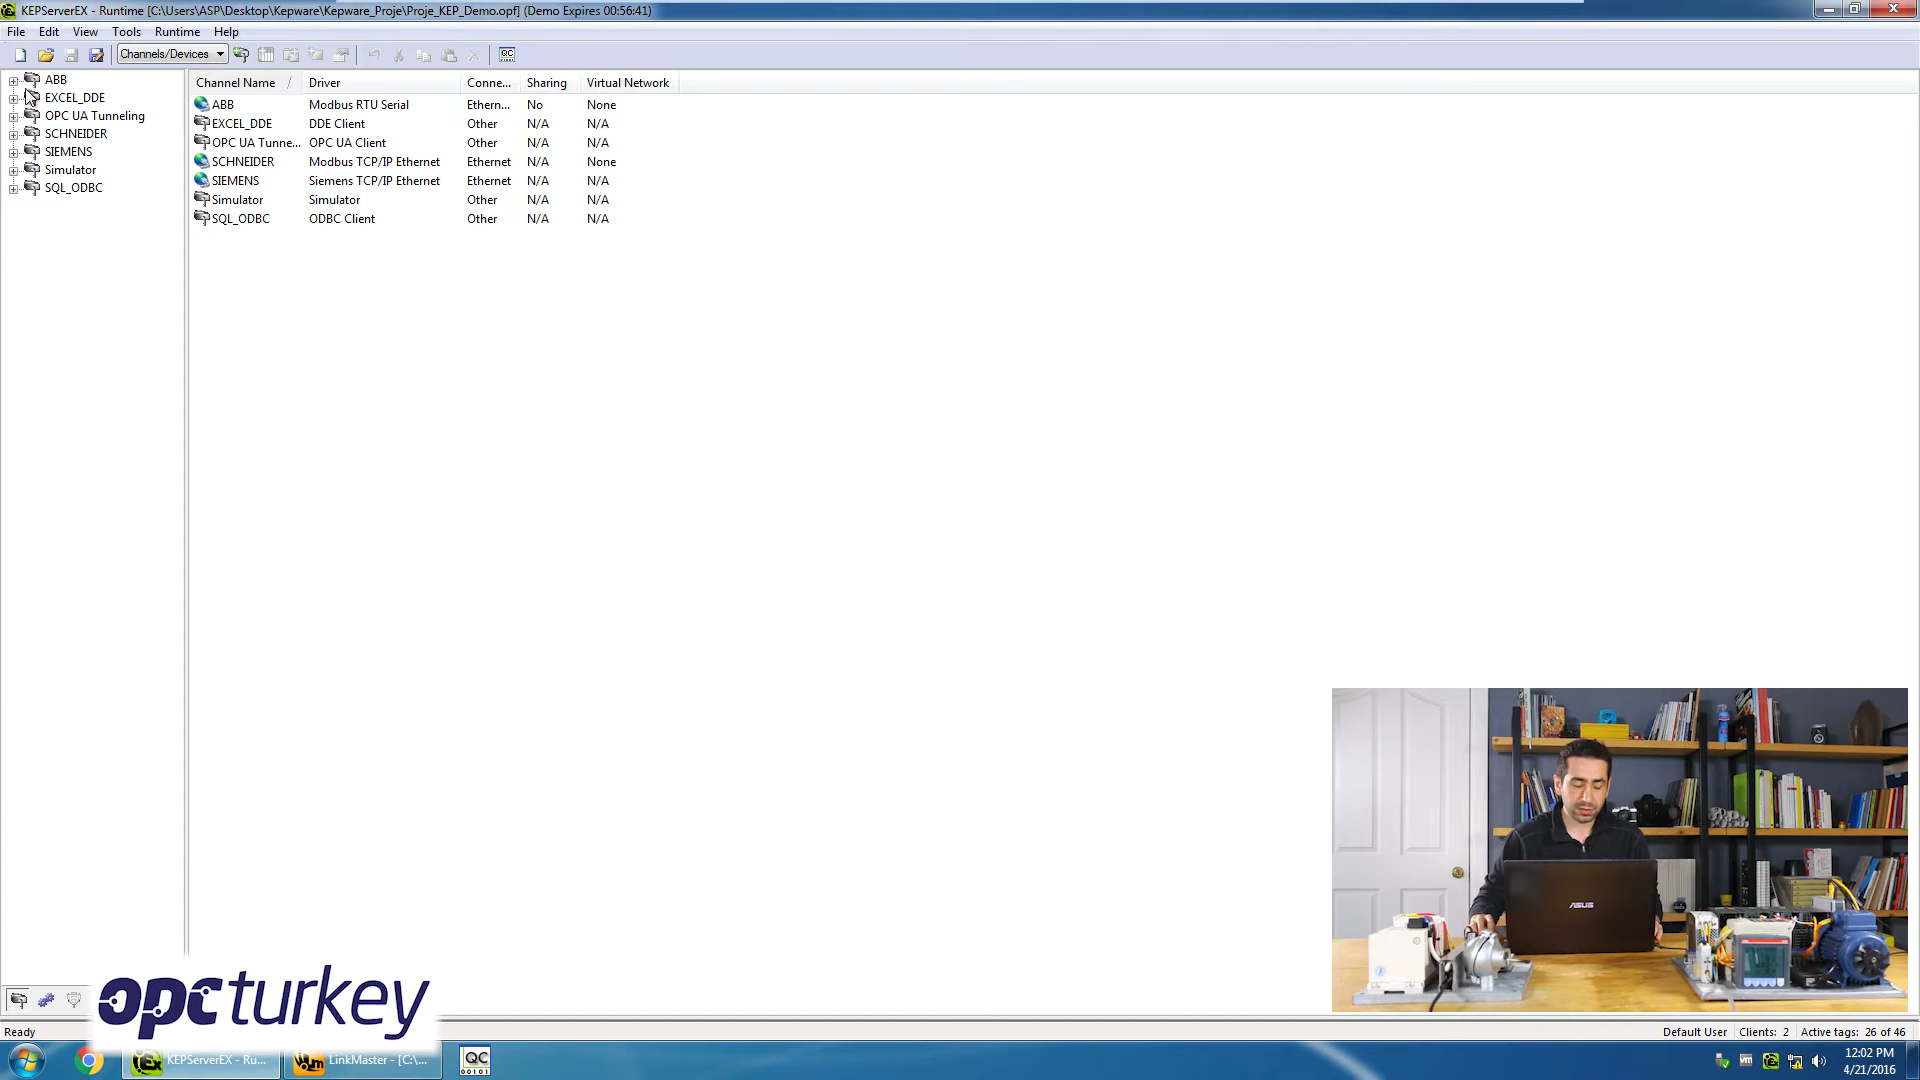 KEPServerEX - Runtime [C:\Users\ASP\Desktop\Kepware\Kepware_Proje\Proje_KEP_Demo.opf] (Demo Expires 00:56:41)
File Edit View Tools Runtime Help
Channels/Devices QC
ABB
EXCEL_DDE
OPC UA Tunneling
SCHNEIDER
SIEMENS
Simulator
SQL_ODBC
Channel Name / Driver Conne... Sharing Virtual Network
ABB Modbus RTU Serial Ethern... No None
EXCEL_DDE DDE Client Other N/A N/A
OPC UA Tunne... OPC UA Client Other N/A N/A
SCHNEIDER Modbus TCP/IP Ethernet Ethernet N/A None
SIEMENS Siemens TCP/IP Ethernet Ethernet N/A N/A
Simulator Simulator Other N/A N/A
SQL_ODBC ODBC Client Other N/A N/A
ASUS
opcturkey
Ready Default User Clients: 2 Active tags: 26 of 46
KEPServerEX - Ru... LinkMaster - [C:\... QC 00101
12:02 PM
4/21/2016